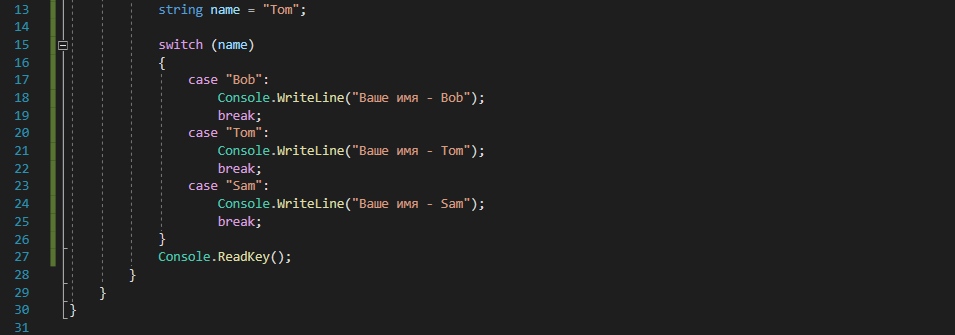 13 string name = "Tom";
14
15 switch (name)
16 {
17 case "Bob":
18 Console.WriteLine("Ваше имя - Bob");
19 break;
20 case "Tom":
21 Console.WriteLine("Ваше имя - Tom");
22 break;
23 case "Sam":
24 Console.WriteLine("Ваше имя - Sam");
25 break;
26 }
27 Console.ReadKey();
28 }
29 }
30 }
31